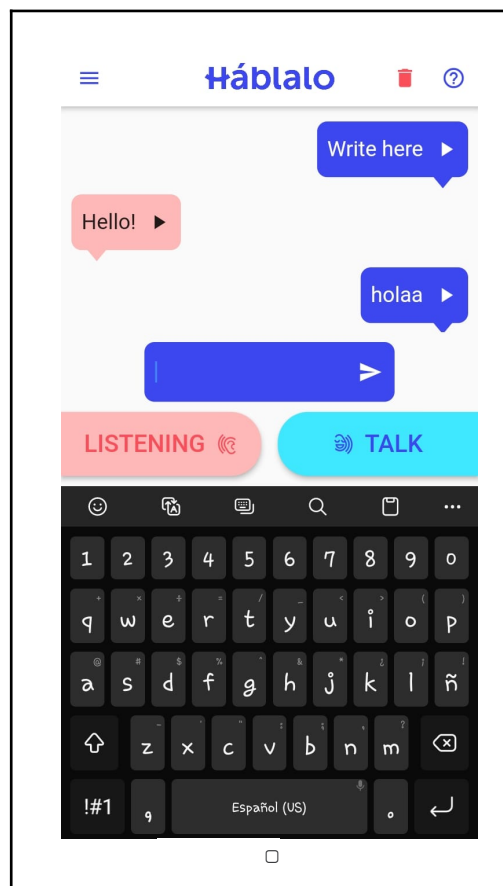 Háblalo
Write here
Hello!
holaa
LISTENING
TALK
1 2 3 4 5 6 7 8 9 0
+ × ÷ = / _ < > ( )
q w e r t y u i o p
@ # $ % & * ¿ ¡ !
a s d f g h j k l ñ
- ' " : ; , ?
z x c v b n m
!#1 , Español (US) .